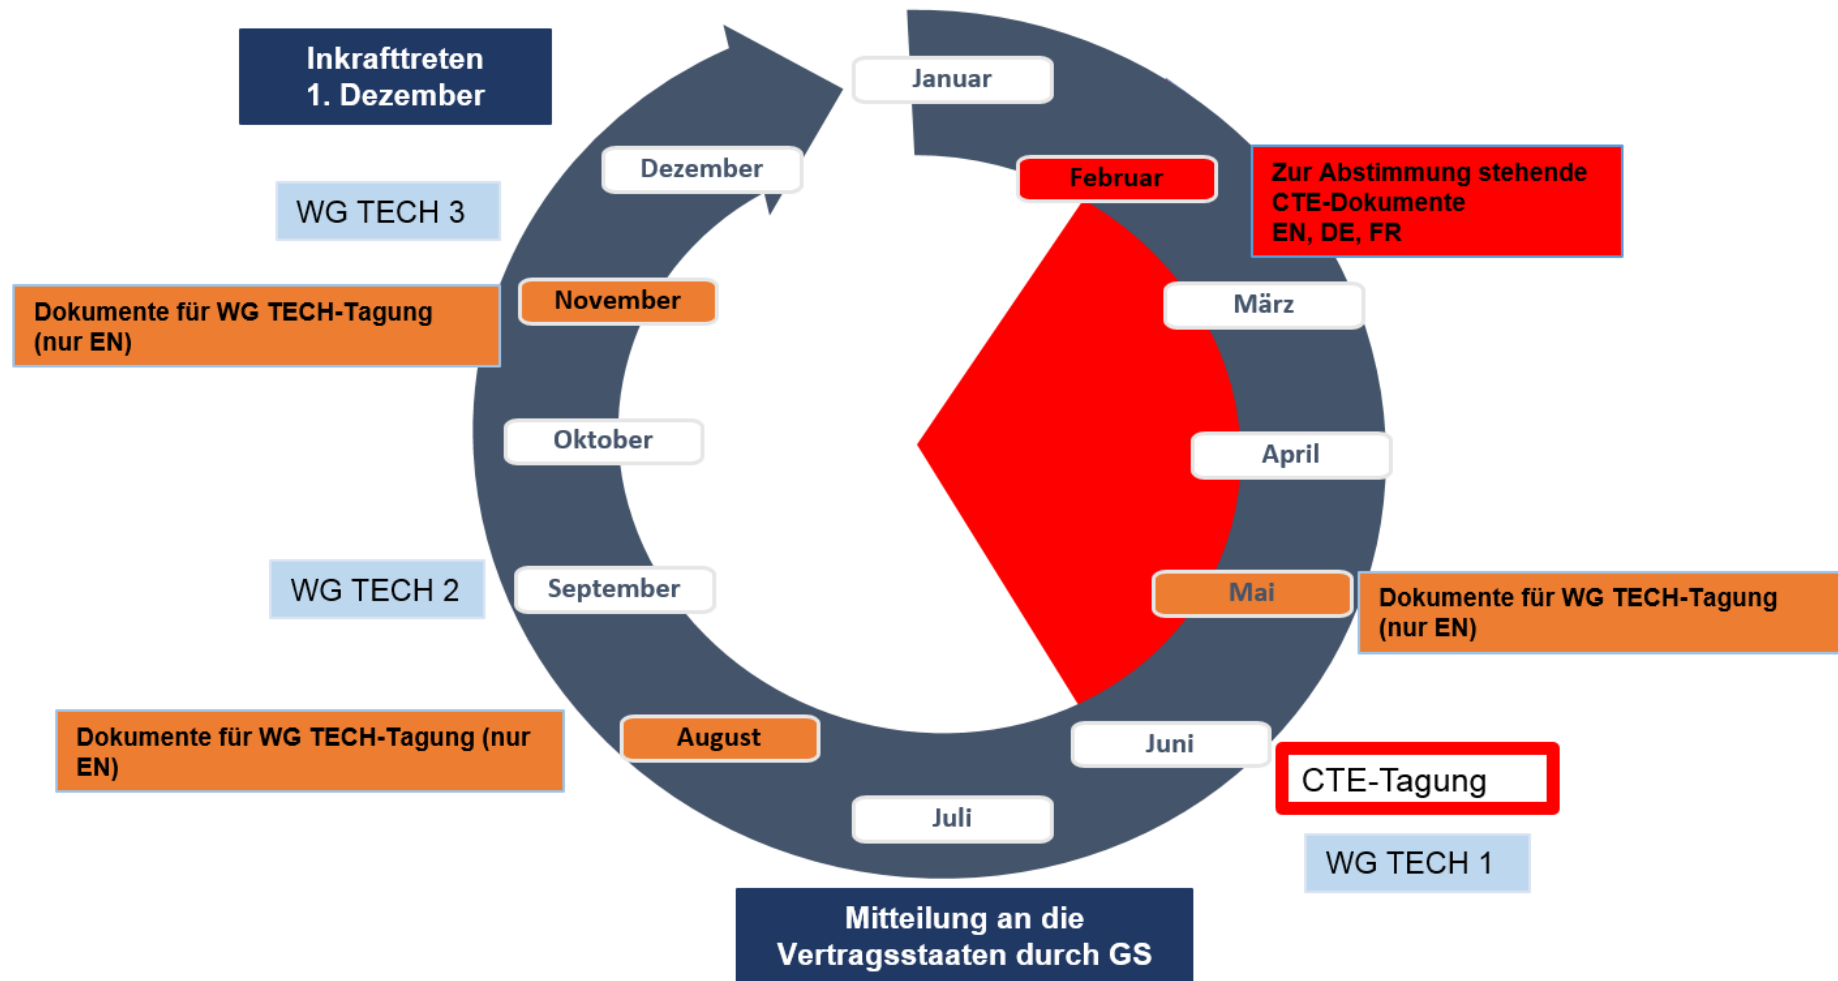 Inkrafttreten
1. Dezember
Januar
Dezember
Februar
Zur Abstimmung stehende
CTE-Dokumente
EN, DE, FR
WG TECH 3
November
März
Dokumente für WG TECH-Tagung
(nur EN)
Oktober
April
WG TECH 2
September
Mai
Dokumente für WG TECH-Tagung
(nur EN)
Dokumente für WG TECH-Tagung (nur
EN)
August
Juni
CTE-Tagung
Juli
WG TECH 1
Mitteilung an die
Vertragsstaaten durch GS